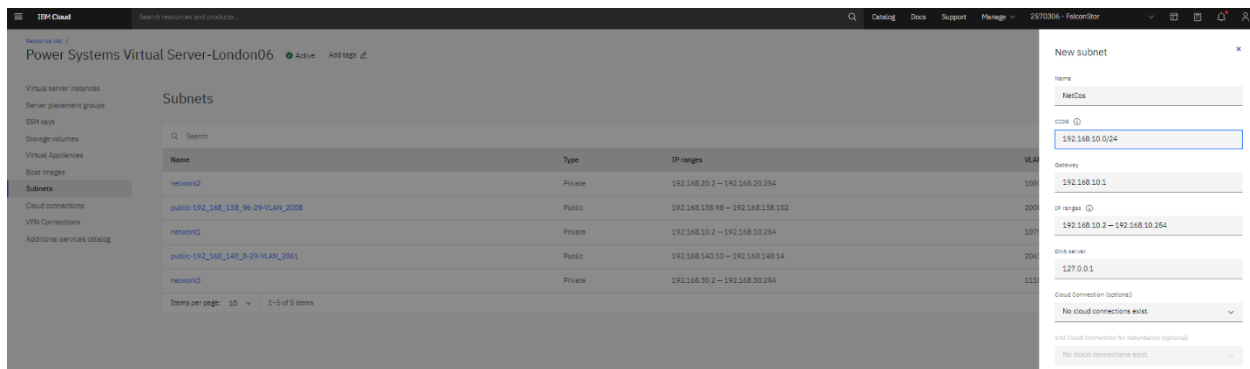 IBM Cloud
Search resources and products...
Catalog Docs Support Manage 2570306 - FalconStor
Resource list /
Power Systems Virtual Server-London06 Active Add tags
Virtual server instances
Server placement groups
SSH keys
Storage volumes
Virtual Appliances
Boot images
Subnets
Cloud connections
VPN Connections
Additional services catalog
Subnets
Search
Name Type IP ranges
network2 Private 192.168.20.2 — 192.168.20.254
public-192_168_138_96-29-VLAN_2008 Public 192.168.138.98 — 192.168.138.102
network1 Private 192.168.10.2 — 192.168.10.254
public-192_168_140_8-29-VLAN_2061 Public 192.168.140.10 — 192.168.140.14
network3 Private 192.168.30.2 — 192.168.30.254
Items per page: 10 1–5 of 5 items
New subnet
Name
NetCos
CIDR
192.168.10.0/24
Gateway
192.168.10.1
IP ranges
192.168.10.2 — 192.168.10.254
DNS server
127.0.0.1
Cloud Connection (optional)
No cloud connections exist.
2nd Cloud Connection for redundancy (optional)
No cloud connections exist.